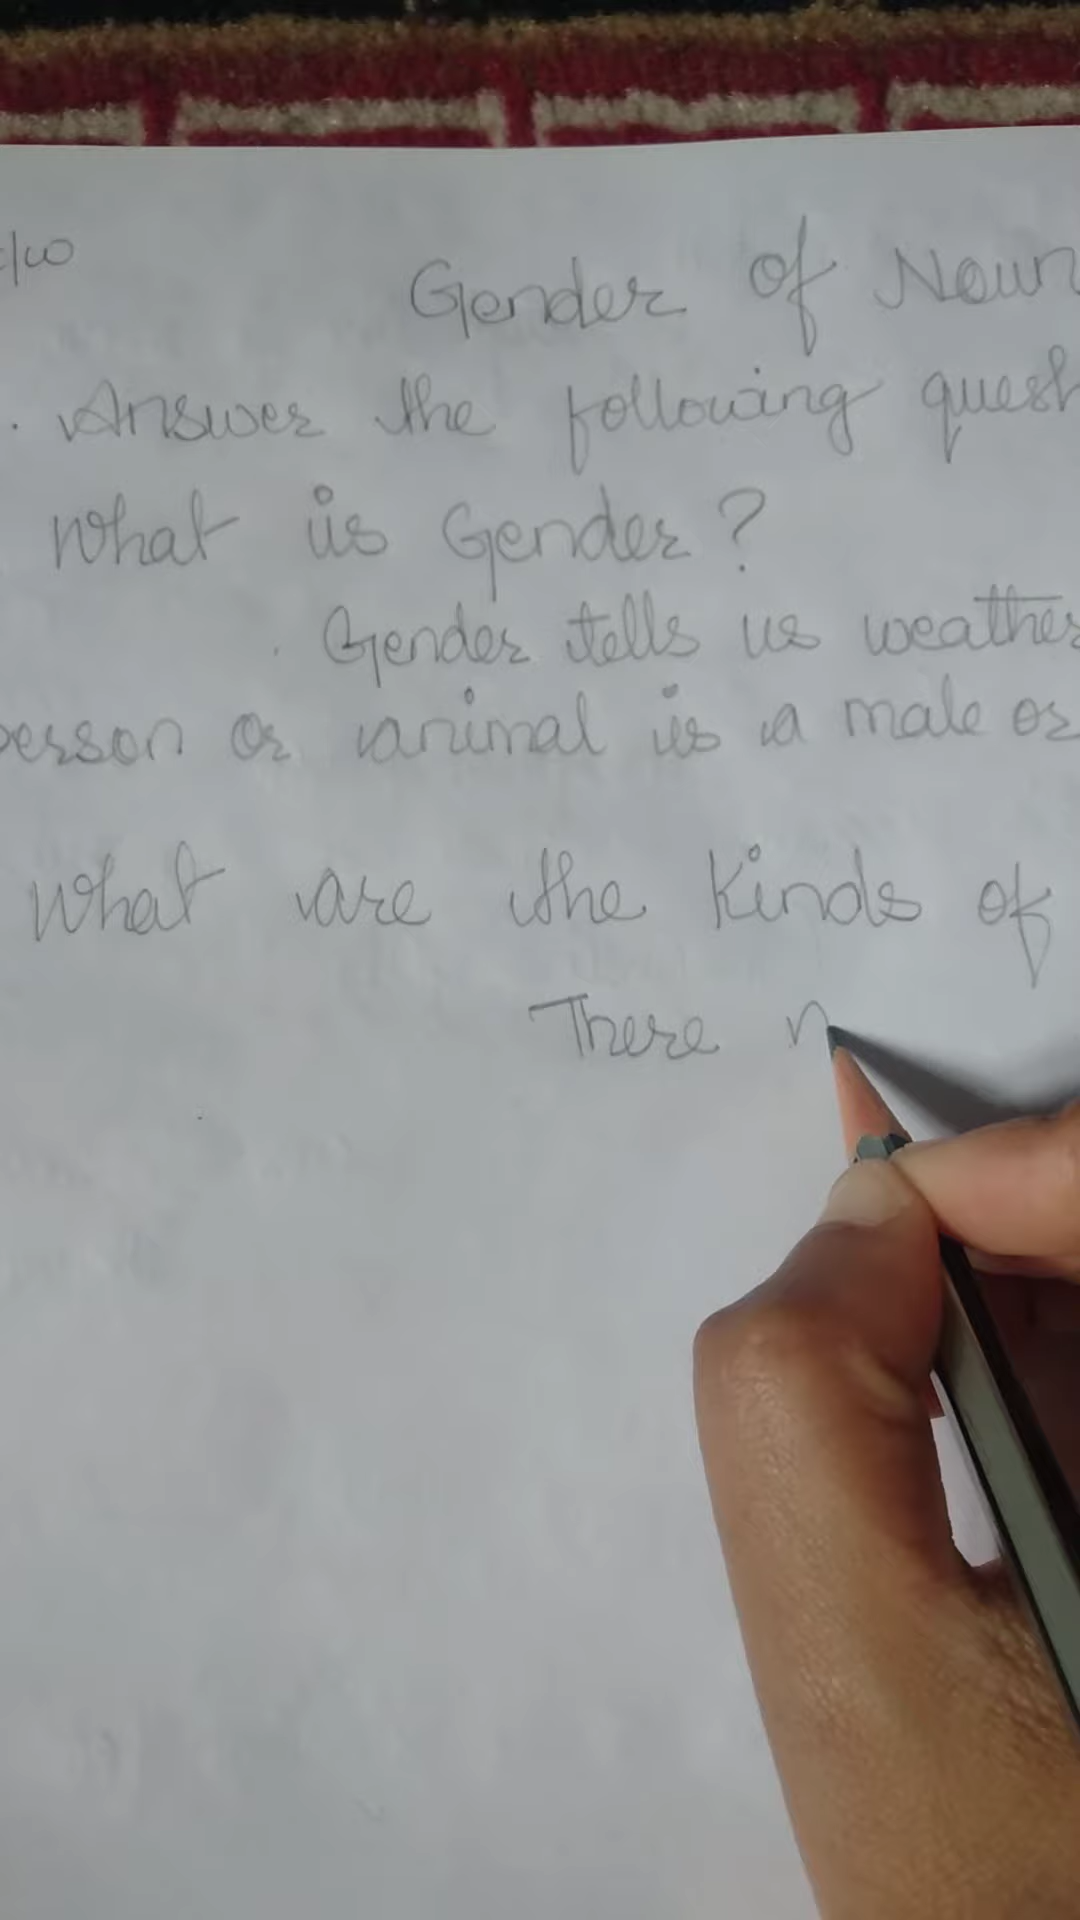 c/w
Gender of Noun
. Answer the following quest
What is Gender?
Gender tells us weather
person or animal is a male or
What are the Kinds of
There